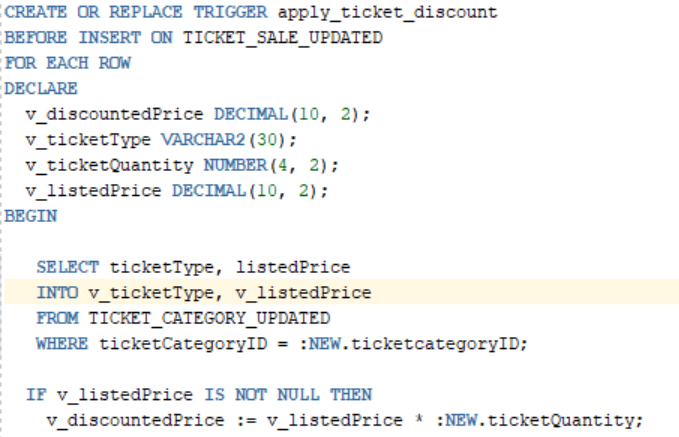 CREATE OR REPLACE TRIGGER apply_ticket_discount
BEFORE INSERT ON TICKET_SALE_UPDATED
FOR EACH ROW
DECLARE
  v_discountedPrice DECIMAL(10, 2);
  v_ticketType VARCHAR2(30);
  v_ticketQuantity NUMBER(4, 2);
  v_listedPrice DECIMAL(10, 2);
BEGIN
   SELECT ticketType, listedPrice
   INTO v_ticketType, v_listedPrice
   FROM TICKET_CATEGORY_UPDATED
   WHERE ticketCategoryID = :NEW.ticketcategoryID;
  IF v_listedPrice IS NOT NULL THEN
    v_discountedPrice := v_listedPrice * :NEW.ticketQuantity;